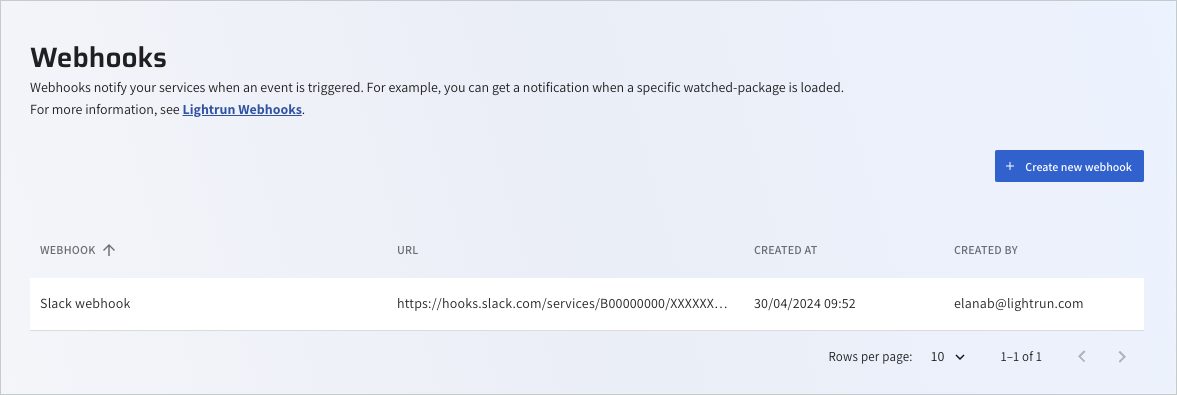 Webhooks
Webhooks notify your services when an event is triggered. For example, you can get a notification when a specific watched-package is loaded.
For more information, see Lightrun Webhooks.
+ Create new webhook
WEBHOOK ↑ URL CREATED AT CREATED BY
Slack webhook https://hooks.slack.com/services/B00000000/XXXXXX... 30/04/2024 09:52 elanab@lightrun.com
Rows per page: 10 1–1 of 1